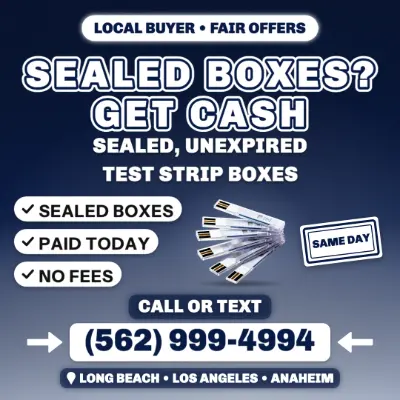 LOCAL BUYER • FAIR OFFERS
SEALED BOXES?
GET CASH
SEALED, UNEXPIRED
TEST STRIP BOXES
SEALED BOXES
PAID TODAY
NO FEES
SAME DAY
CALL OR TEXT
(562) 999-4994
LONG BEACH • LOS ANGELES • ANAHEIM